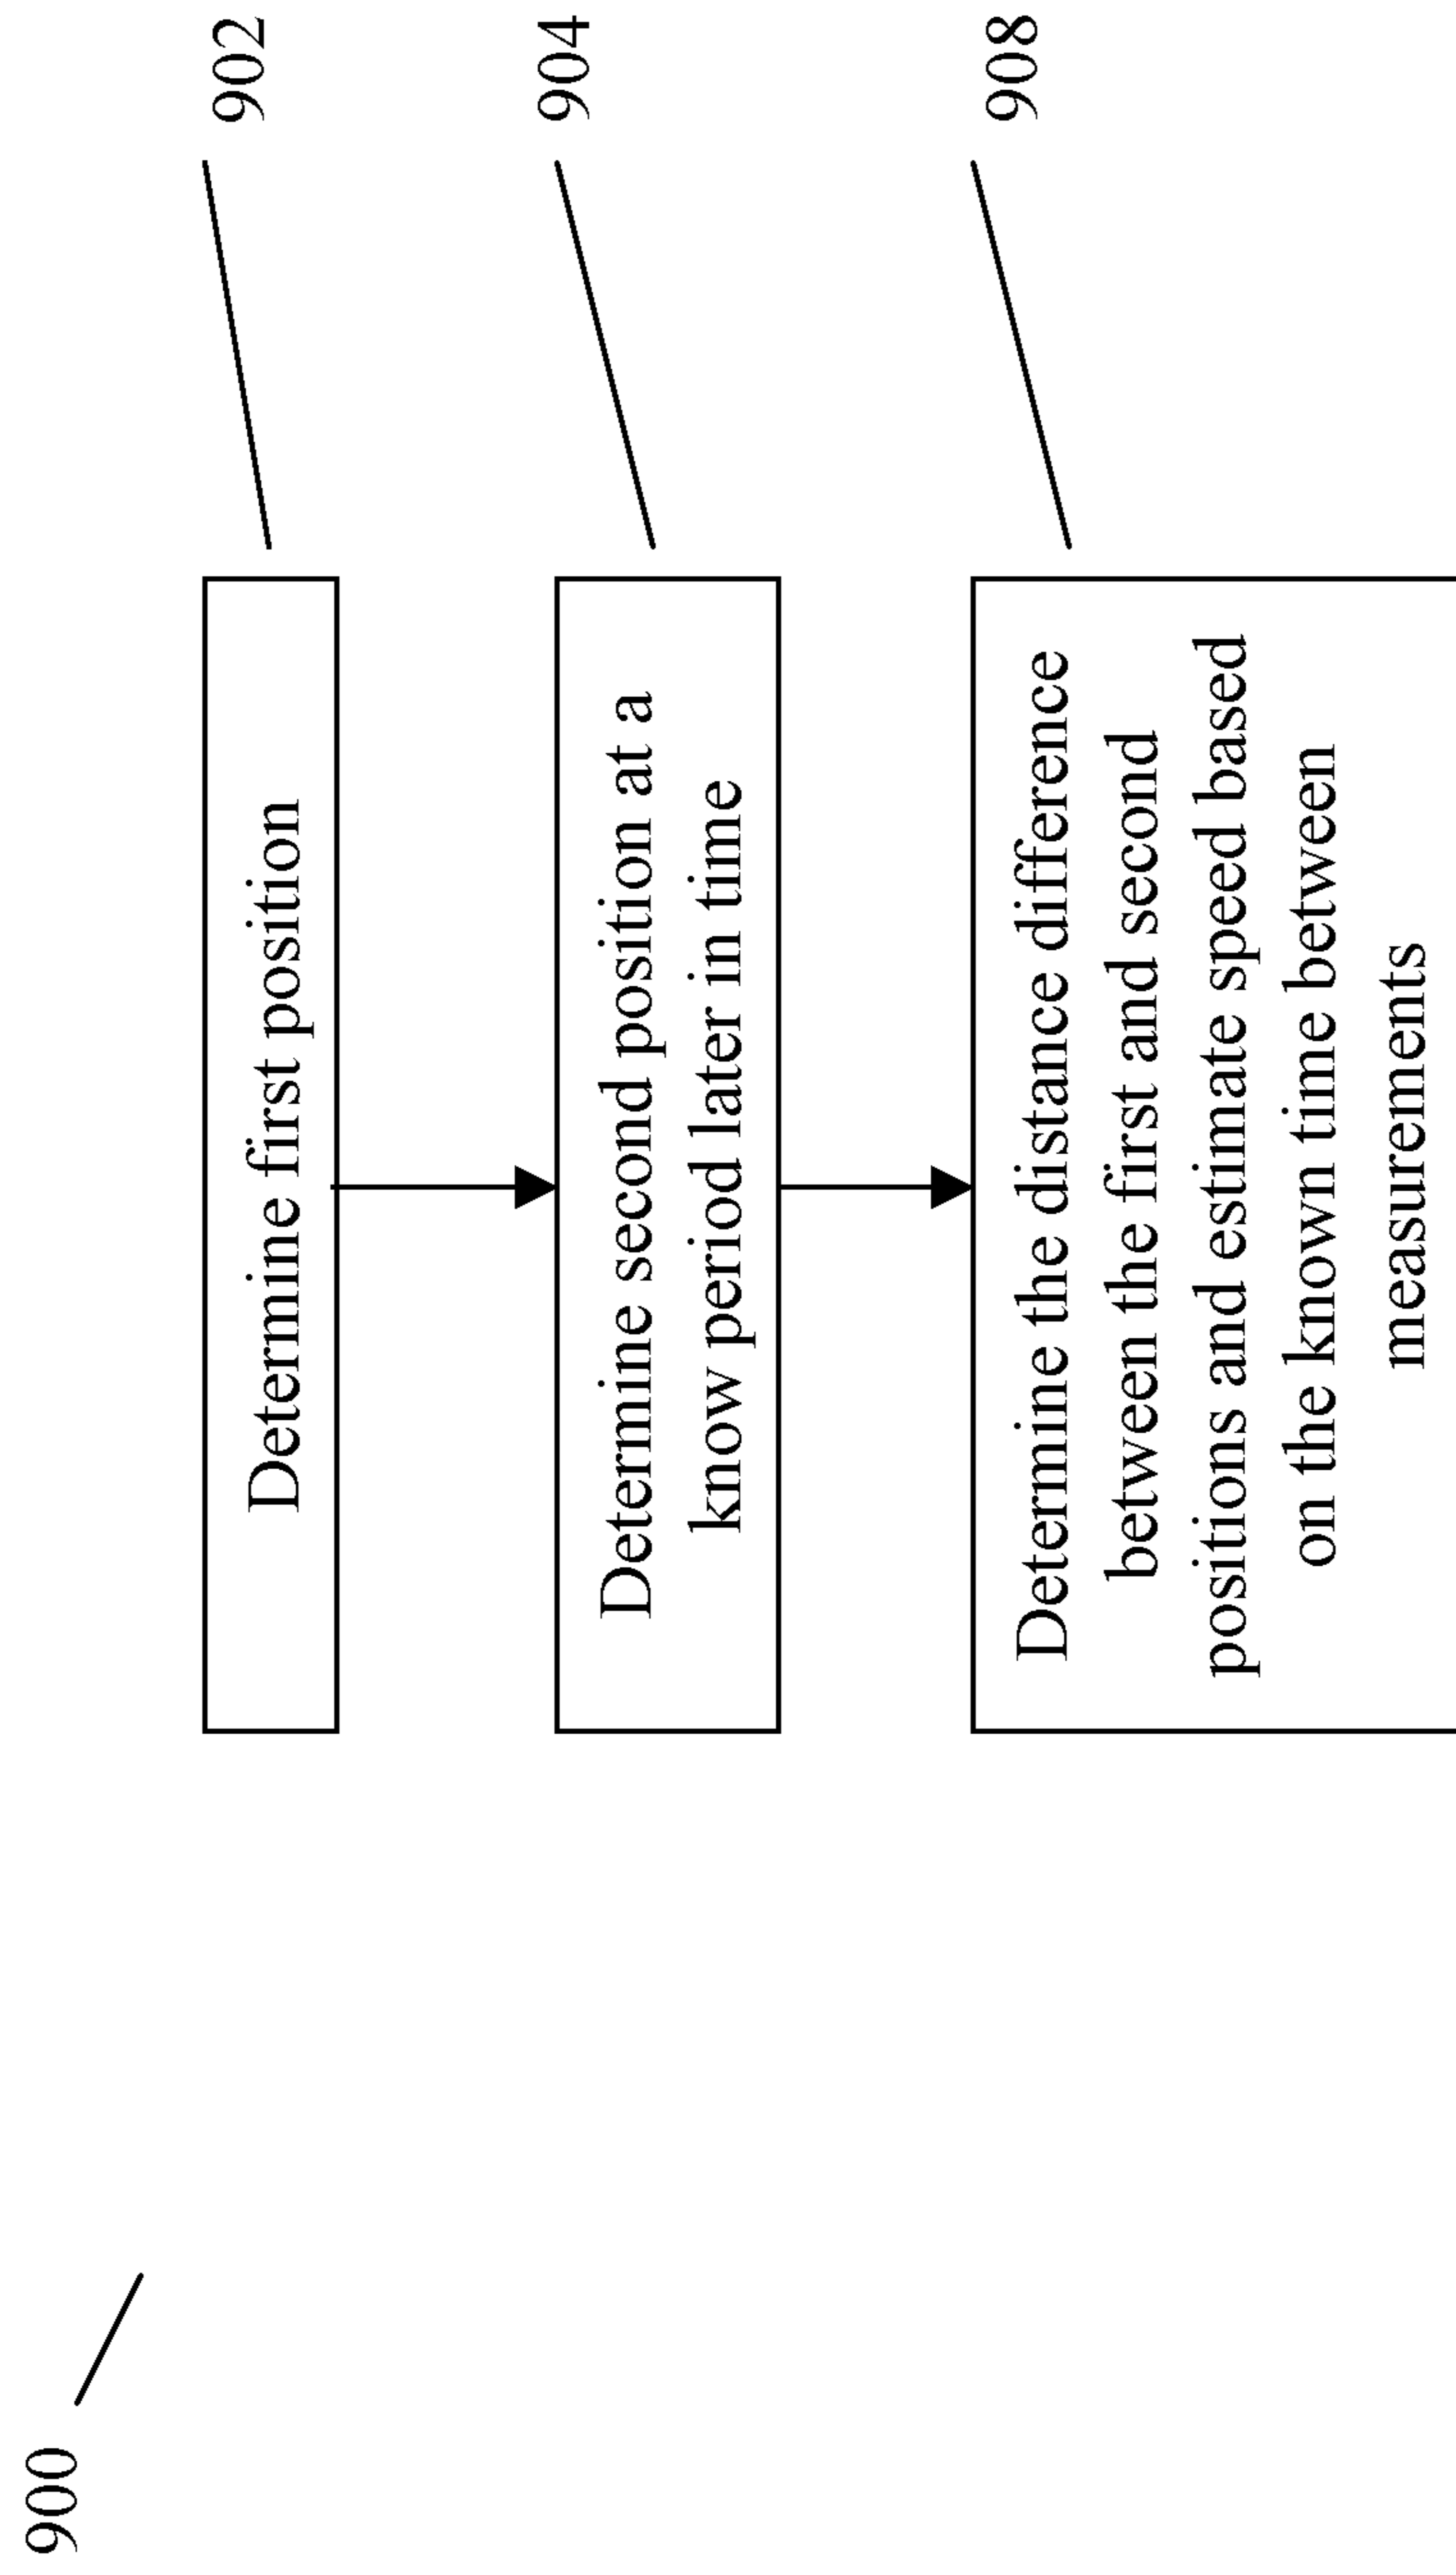 900
Determine first position
902
Determine second position at a
know period later in time
904
Determine the distance difference
between the first and second
positions and estimate speed based
on the known time between
measurements
908